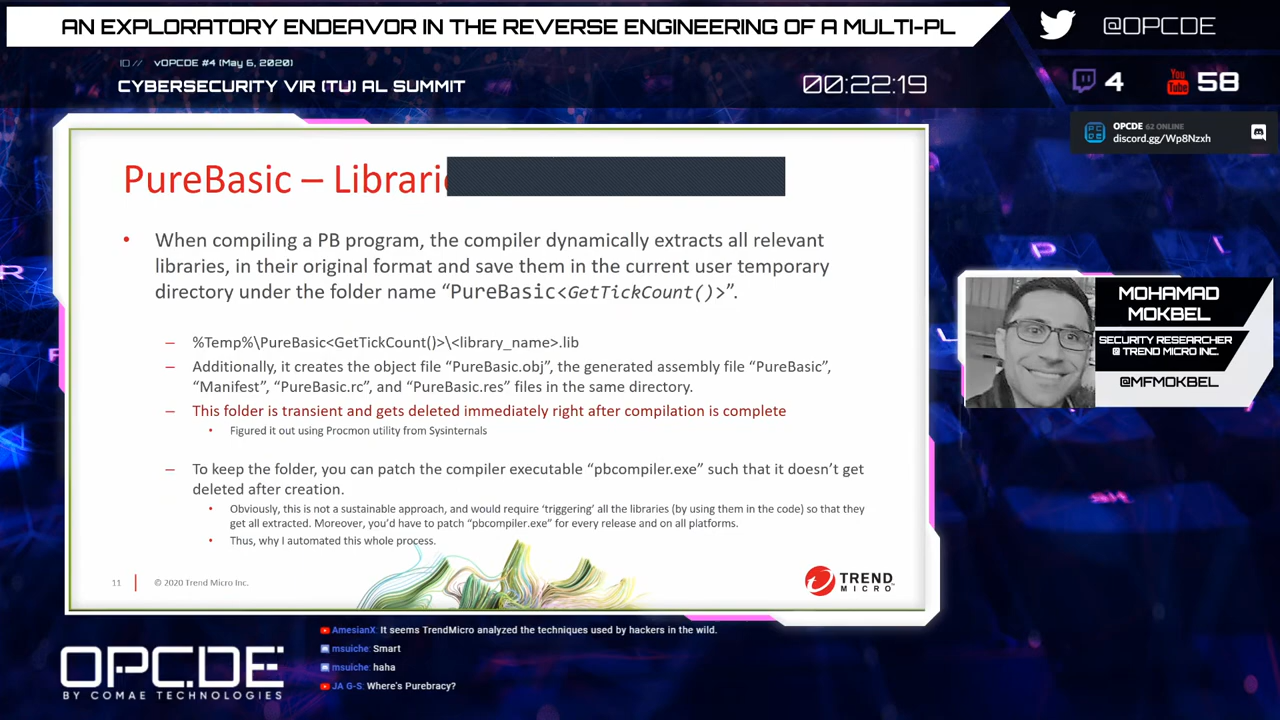 AN EXPLORATORY ENDEAVOR IN THE REVERSE ENGINEERING OF A MULTI-PL
@OPCDE
ID // vOPCDE #4 (May 6, 2020)
CYBERSECURITY VIR (TU) AL SUMMIT
00:22:19
4
You Tube
58
OPCDE 62 ONLINE
discord.gg/Wp8Nzxh
PureBasic –
• When compiling a PB program, the compiler dynamically extracts all relevant
libraries, in their original format and save them in the current user temporary
directory under the folder name “PureBasic<GetTickCount()>”.
– %Temp%\PureBasic<GetTickCount()>\<library_name>.lib
– Additionally, it creates the object file “PureBasic.obj”, the generated assembly file “PureBasic”,
“Manifest”, “PureBasic.rc”, and “PureBasic.res” files in the same directory.
– This folder is transient and gets deleted immediately right after compilation is complete
• Figured it out using Procmon utility from Sysinternals
– To keep the folder, you can patch the compiler executable “pbcompiler.exe” such that it doesn’t get
deleted after creation.
• Obviously, this is not a sustainable approach, and would require ‘triggering’ all the libraries (by using them in the code) so that they
get all extracted. Moreover, you’d have to patch “pbcompiler.exe” for every release and on all platforms.
• Thus, why I automated this whole process.
11 | © 2020 Trend Micro Inc.
TREND
MICRO
MOHAMAD
MOKBEL
SECURITY RESEARCHER
@ TREND MICRO INC.
@MFMOKBEL
OPCDE
BY COMAE TECHNOLOGIES
AmesianX: It seems TrendMicro analyzed the techniques used by hackers in the wild.
msuiche: Smart
msuiche: haha
JA G-S: Where's Purebracy?